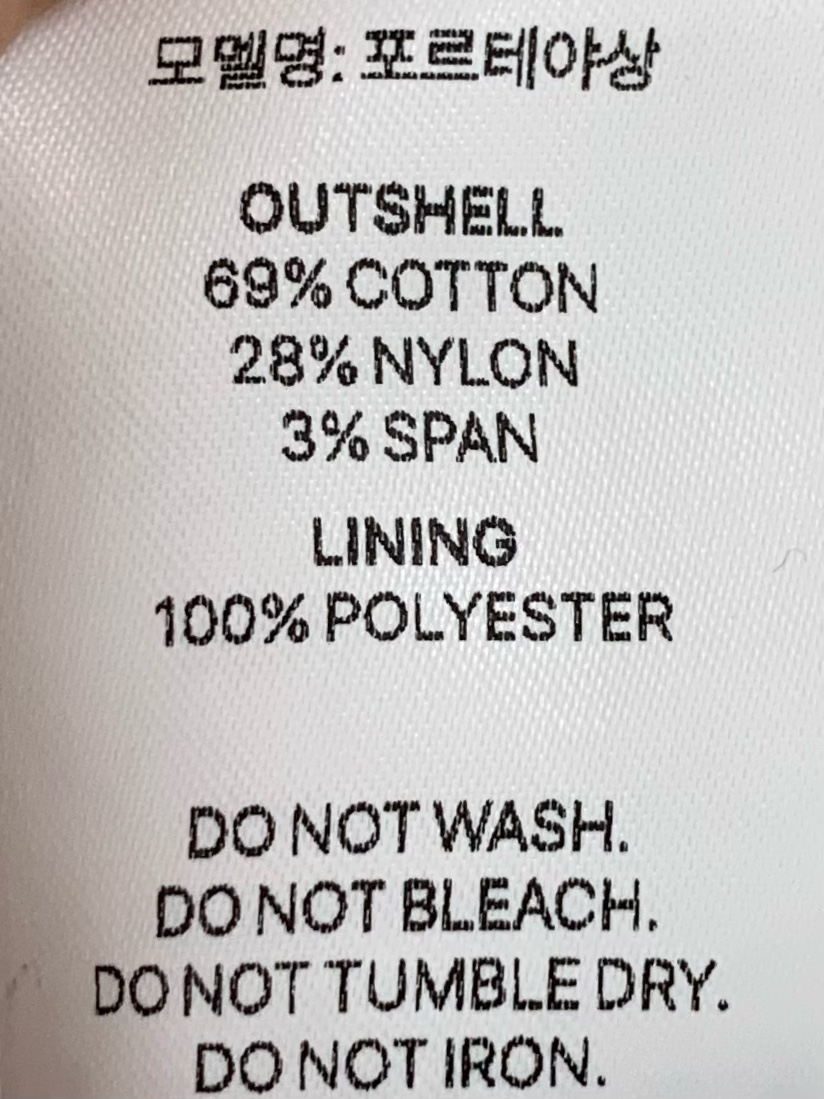 모멜명: 포르테야상
OUTSHELL
69% COTTON
28% NYLON
3% SPAN
LINING
100% POLYESTER
DO NOT WASH.
DO NOT BLEACH.
DO NOT TUMBLE DRY.
DO NOT IRON.